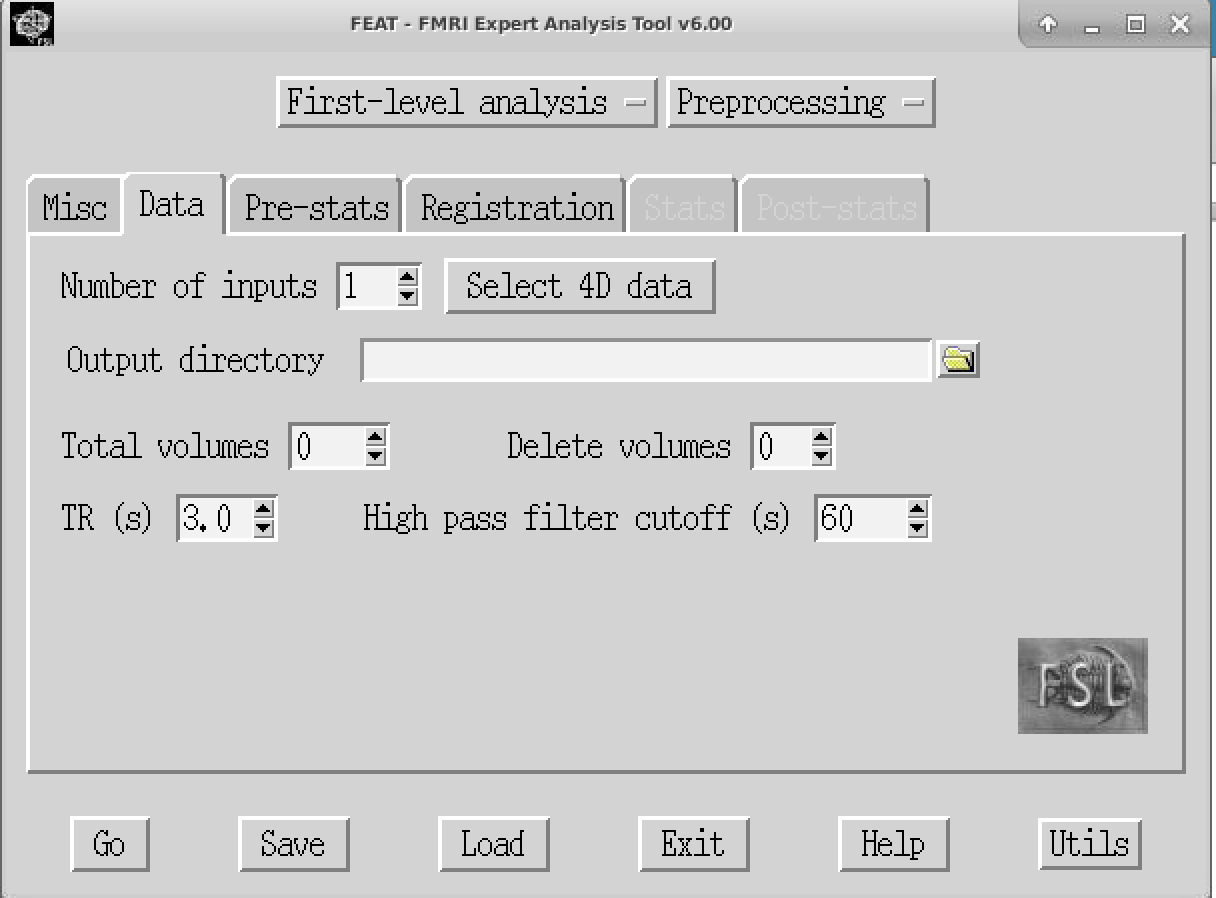 FEAT - FMRI Expert Analysis Tool v6.00
First-level analysis Preprocessing
Misc Data Pre-stats Registration Stats Post-stats
Number of inputs 1 Select 4D data
Output directory
Total volumes 0 Delete volumes 0
TR (s) 3.0 High pass filter cutoff (s) 60
FSL
Go Save Load Exit Help Utils